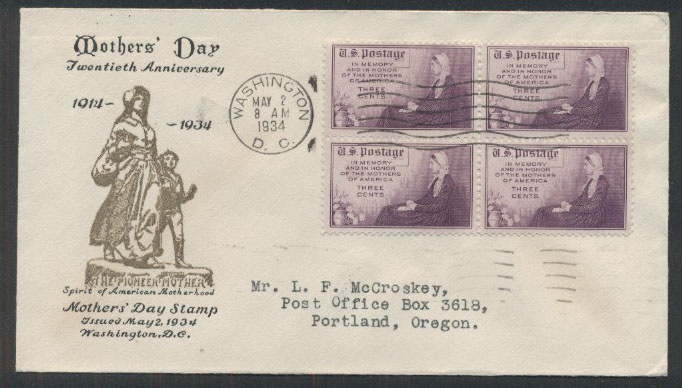 Mothers' Day
Twentieth Anniversary
1914-
-1934
THE·PIONEER·MOTHER
Spirit of American Motherhood
Mothers' Day Stamp
Issued May 2, 1934
Washington, D.C.
WASHINGTON
MAY 2
8 AM
1934
D. C.
U.S. Postage
IN MEMORY
AND IN HONOR
OF THE MOTHERS
OF AMERICA
THREE
CENTS
U.S. Postage
IN MEMORY
AND IN HONOR
OF THE MOTHERS
OF AMERICA
THREE
CENTS
U.S. Postage
IN MEMORY
AND IN HONOR
OF THE MOTHERS
OF AMERICA
THREE
CENTS
U.S. Postage
IN MEMORY
AND IN HONOR
OF THE MOTHERS
OF AMERICA
THREE
CENTS
Mr. L. F. McCroskey,
Post Office Box 3618,
Portland, Oregon.